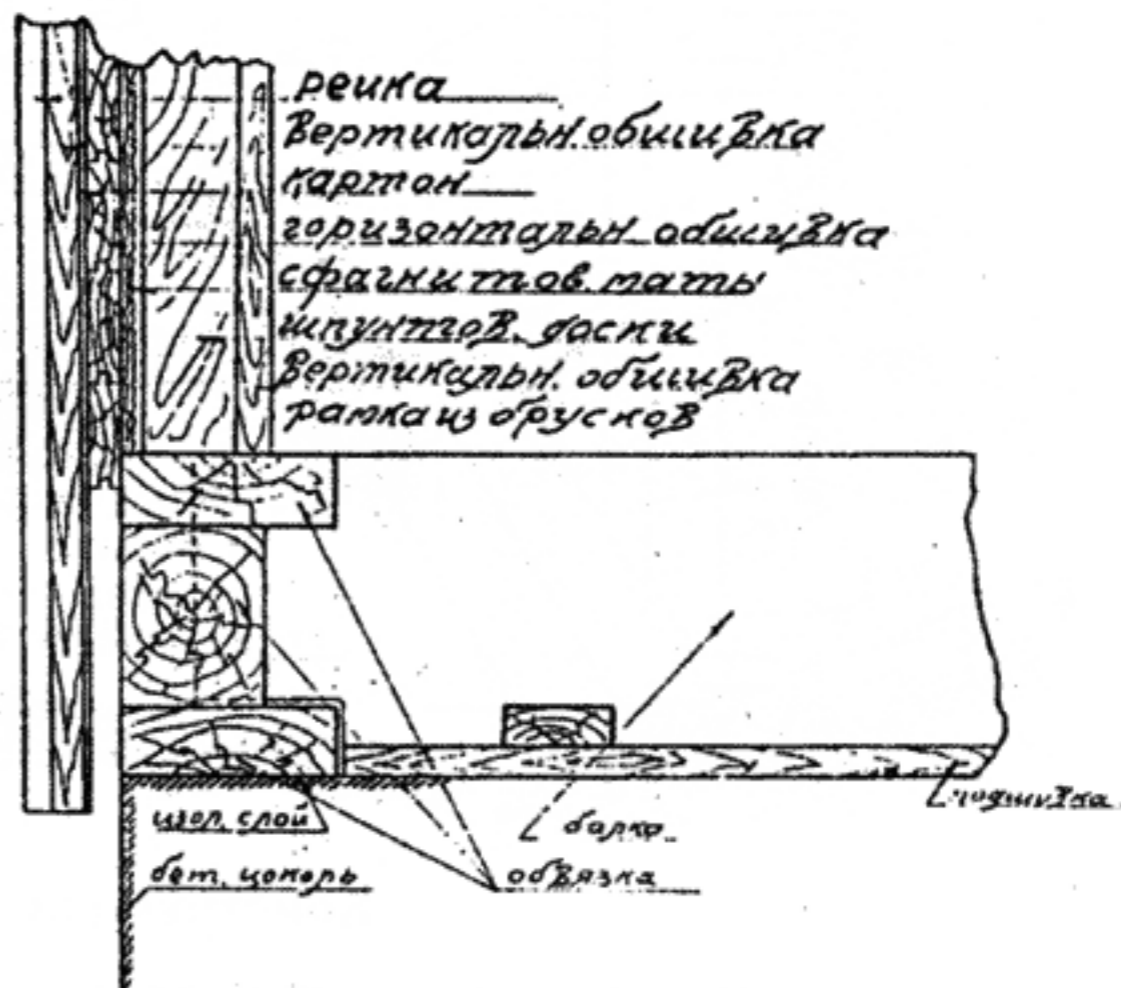 рейка
вертикальн. обшивка
картон
горизонтальн. обшивка
сфагнитов. маты
шпунтов. доски
вертикальн. обшивка
рамка из брусков
подшивка
изол. слой
балка
бет. цоколь
обвязка